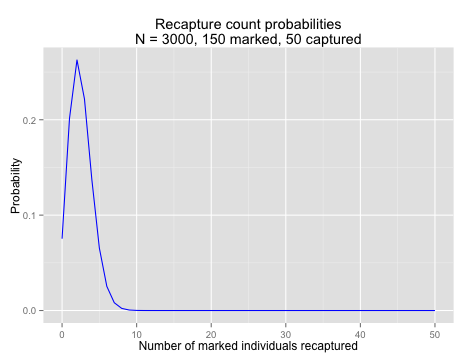 Recapture count probabilities
N = 3000, 150 marked, 50 captured
Probability
0.2
0.1
0.0
0 10 20 30 40 50
Number of marked individuals recaptured